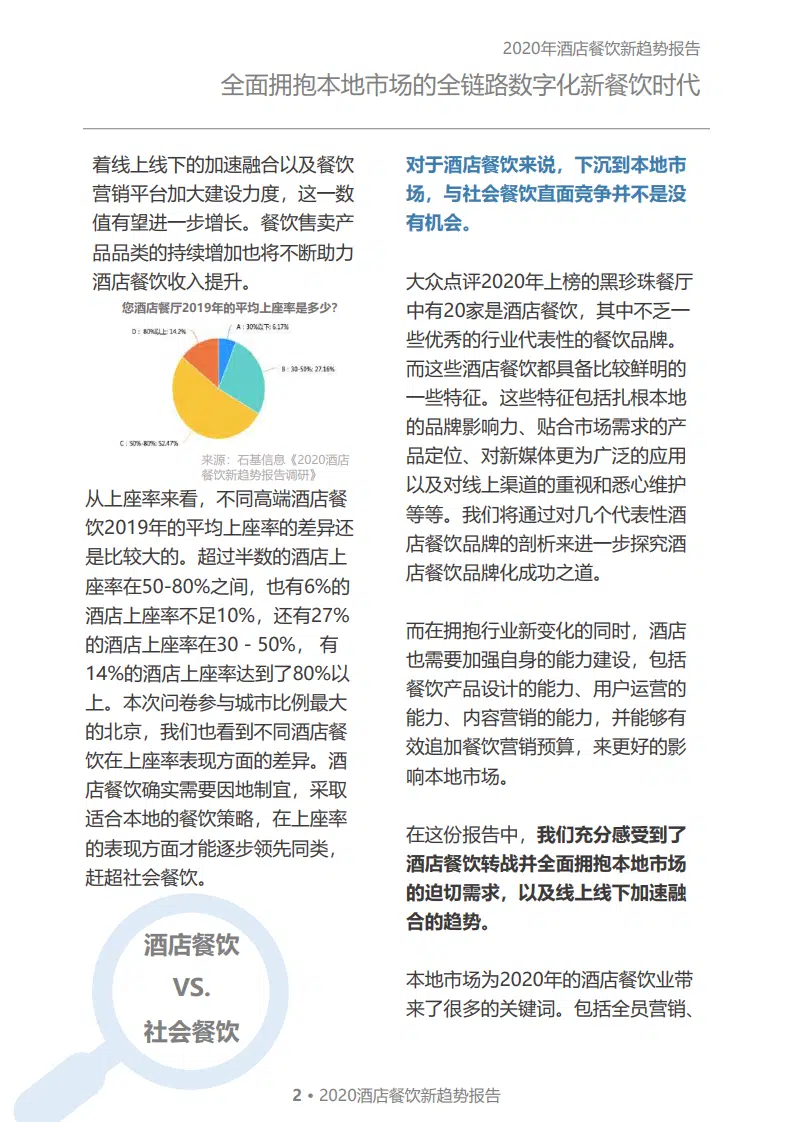 2020年酒店餐饮新趋势报告
全面拥抱本地市场的全链路数字化新餐饮时代
着线上线下的加速融合以及餐饮
营销平台加大建设力度，这一数
值有望进一步增长。餐饮售卖产
品品类的持续增加也将不断助力
酒店餐饮收入提升。
您酒店餐厅2019年的平均上座率是多少?
D：80%以上: 14.2%
A：30%以下: 6.17%
B：30-50%: 27.16%
C：50%-80%: 52.47%
来源：石基信息《2020酒店
餐饮新趋势报告调研》
从上座率来看，不同高端酒店餐
饮2019年的平均上座率的差异还
是比较大的。超过半数的酒店上
座率在50-80%之间，也有6%的
酒店上座率不足10%，还有27%
的酒店上座率在30 - 50%， 有
14%的酒店上座率达到了80%以
上。本次问卷参与城市比例最大
的北京，我们也看到不同酒店餐
饮在上座率表现方面的差异。酒
店餐饮确实需要因地制宜，采取
适合本地的餐饮策略，在上座率
的表现方面才能逐步领先同类，
赶超社会餐饮。
酒店餐饮
VS.
社会餐饮
对于酒店餐饮来说，下沉到本地市
场，与社会餐饮直面竞争并不是没
有机会。
大众点评2020年上榜的黑珍珠餐厅
中有20家是酒店餐饮，其中不乏一
些优秀的行业代表性的餐饮品牌。
而这些酒店餐饮都具备比较鲜明的
一些特征。这些特征包括扎根本地
的品牌影响力、贴合市场需求的产
品定位、对新媒体更为广泛的应用
以及对线上渠道的重视和悉心维护
等等。我们将通过对几个代表性酒
店餐饮品牌的剖析来进一步探究酒
店餐饮品牌化成功之道。
而在拥抱行业新变化的同时，酒店
也需要加强自身的能力建设，包括
餐饮产品设计的能力、用户运营的
能力、内容营销的能力，并能够有
效追加餐饮营销预算，来更好的影
响本地市场。
在这份报告中，我们充分感受到了
酒店餐饮转战并全面拥抱本地市场
的迫切需求，以及线上线下加速融
合的趋势。
本地市场为2020年的酒店餐饮业带
来了很多的关键词。包括全员营销、
2 • 2020酒店餐饮新趋势报告